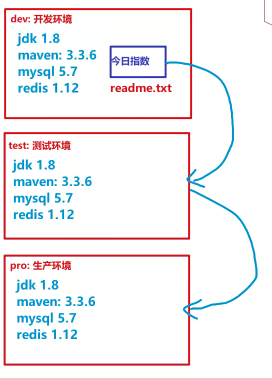 dev: 开发环境
jdk 1.8
maven: 3.3.6
mysql 5.7
redis 1.12
今日指数
readme.txt
test: 测试环境
jdk 1.8
maven: 3.3.6
mysql 5.7
redis 1.12
pro: 生产环境
jdk 1.8
maven: 3.3.6
mysql 5.7
redis 1.12